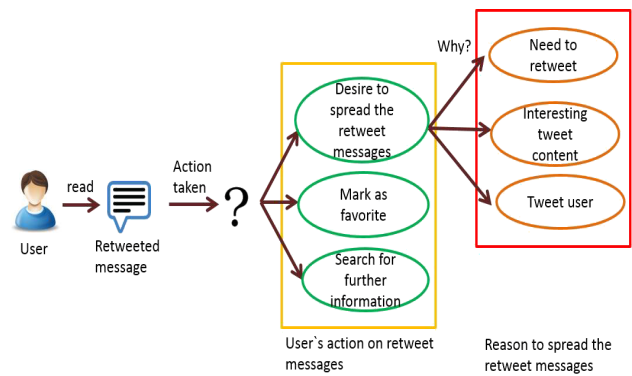 User
read
Retweeted
message
Action
taken
?
Desire to
spread the
retweet
messages
Mark as
favorite
Search for
further
information
User`s action on retweet
messages
Why?
Need to
retweet
Interesting
tweet
content
Tweet user
Reason to spread the
retweet messages